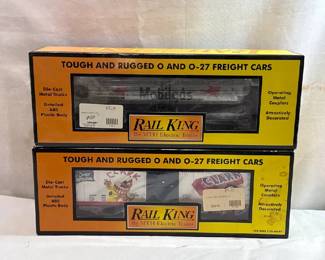 TOUGH AND RUGGED O AND O-27 FREIGHT CARS
Die-Cast
Metal Trucks
Detailed
ABS
Plastic Body
Mobilgas
Operating
Metal
Couplers
Attractively
Decorated
RAIL KING
by MTH Electric Trains
TOUGH AND RUGGED O AND O-27 FREIGHT CARS
Die-Cast
Metal Trucks
Detailed
ABS
Plastic Body
CLARK
Operating
Metal
Couplers
Attractively
Decorated
RAIL KING
by MTH Electric Trains